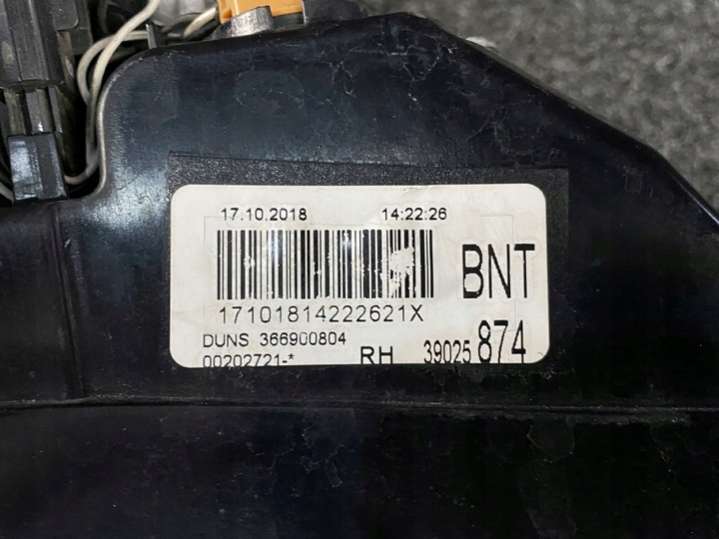 17.10.2018 14:22:26
BNT
17101814222621X
DUNS 366900804
00202721-* RH 39025 874